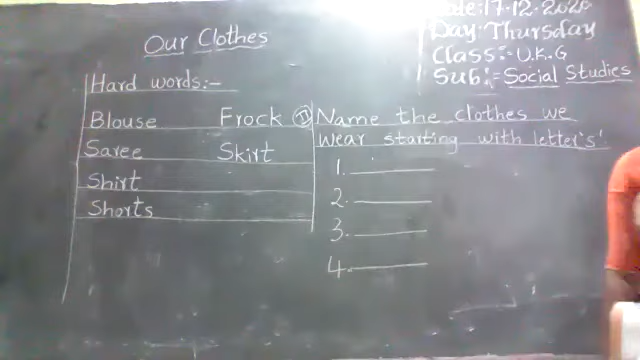 Our Clothes
Date:17-12-2020
Day:Thursday
Class:-U.K.G
Sub:-Social Studies
Hard words:-
Blouse Frock
Saree Skirt
Shirt
Shorts
II Name the clothes we
wear starting with letter 's'
1.
2.
3.
4.